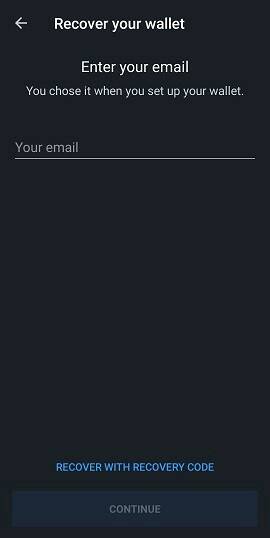 Recover your wallet
Enter your email
You chose it when you set up your wallet.
Your email
RECOVER WITH RECOVERY CODE
CONTINUE